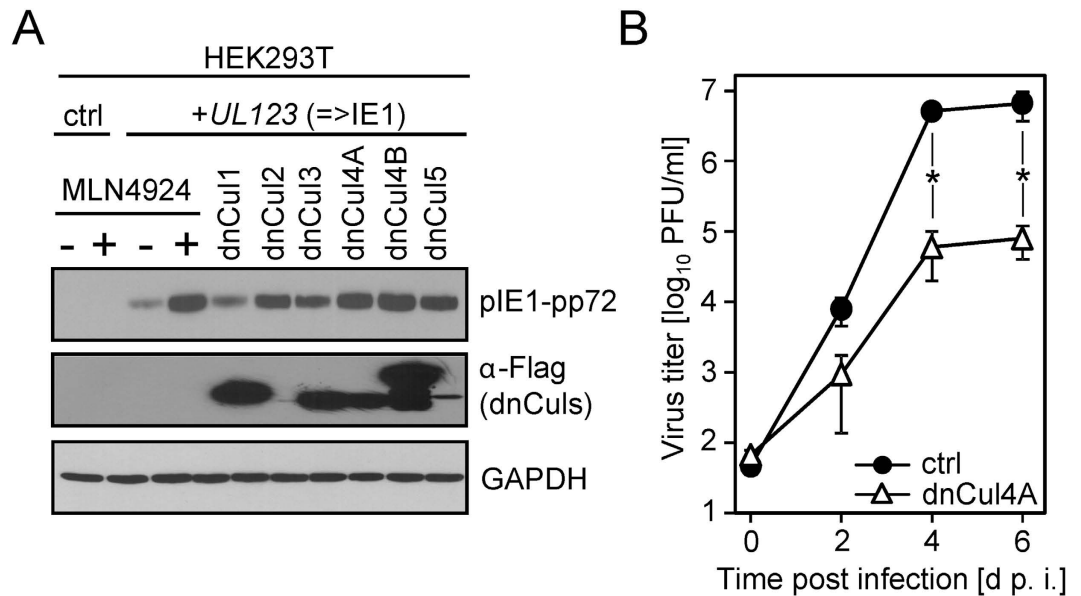 A
HEK293T
ctrl
+UL123 (=>IE1)
MLN4924
- + - +
dnCul1
dnCul2
dnCul3
dnCul4A
dnCul4B
dnCul5
pIE1-pp72
α-Flag
(dnCuls)
GAPDH
B
Virus titer [log10 PFU/ml]
7
6
5
4
3
2
1
* *
ctrl
dnCul4A
0 2 4 6
Time post infection [d p. i.]